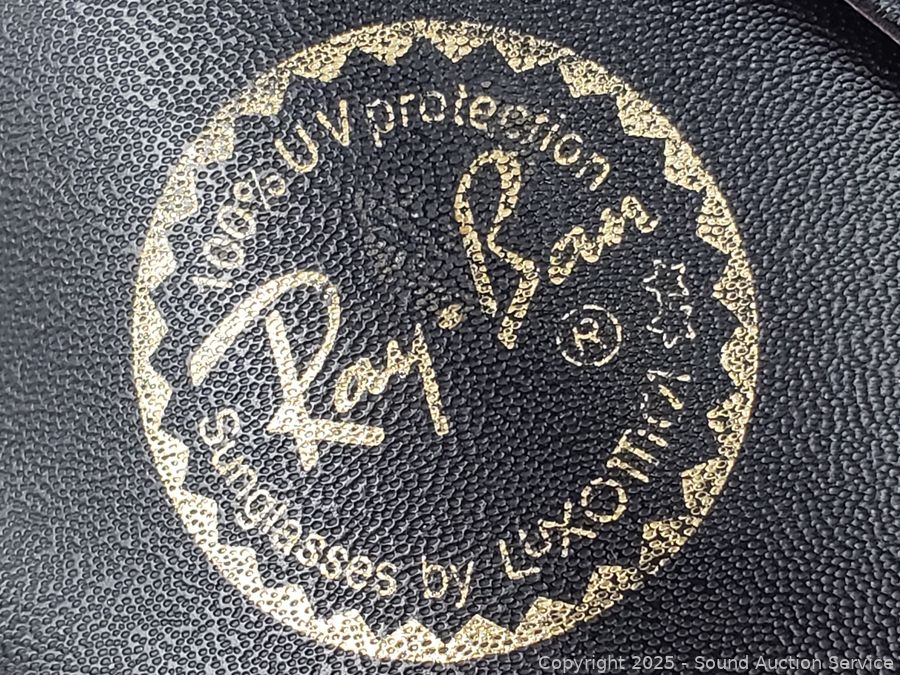 100% UV protection
Ray-Ban
®
Sunglasses by LUXOTTICA
Copyright 2025 - Sound Auction Service